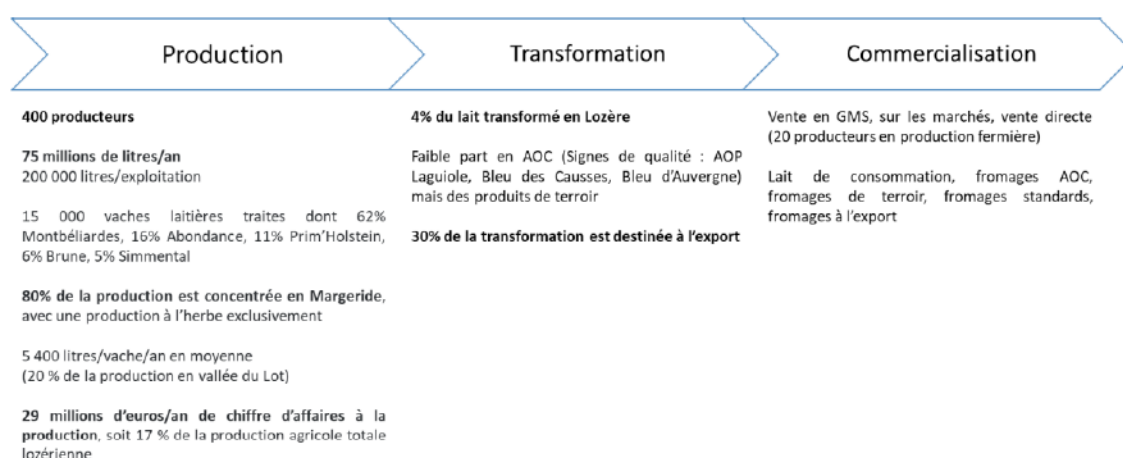 Production
Transformation
Commercialisation
400 producteurs
75 millions de litres/an
200 000 litres/exploitation
15 000 vaches laitières traites dont 62%
Montbéliardes, 16% Abondance, 11% Prim'Holstein,
6% Brune, 5% Simmental
80% de la production est concentrée en Margeride,
avec une production à l'herbe exclusivement
5 400 litres/vache/an en moyenne
(20 % de la production en vallée du Lot)
29 millions d'euros/an de chiffre d'affaires à la
production, soit 17 % de la production agricole totale
lozérienne
4% du lait transformé en Lozère
Faible part en AOC (Signes de qualité : AOP
Laguiole, Bleu des Causses, Bleu d'Auvergne)
mais des produits de terroir
30% de la transformation est destinée à l'export
Vente en GMS, sur les marchés, vente directe
(20 producteurs en production fermière)
Lait de consommation, fromages AOC,
fromages de terroir, fromages standards,
fromages à l'export